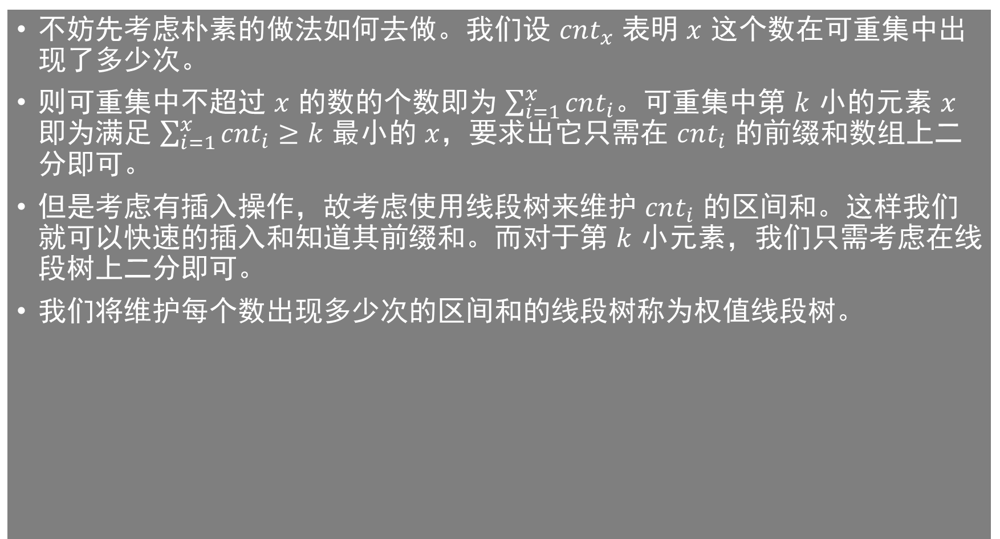 • 不妨先考虑朴素的做法如何去做。我们设 $cnt_x$ 表明 $x$ 这个数在可重集中出
现了多少次。
• 则可重集中不超过 $x$ 的数的个数即为 $\sum_{i=1}^{x} cnt_i$。可重集中第 $k$ 小的元素 $x$
即为满足 $\sum_{i=1}^{x} cnt_i \geq k$ 最小的 $x$，要求出它只需在 $cnt_i$ 的前缀和数组上二
分即可。
• 但是考虑有插入操作，故考虑使用线段树来维护 $cnt_i$ 的区间和。这样我们
就可以快速的插入和知道其前缀和。而对于第 $k$ 小元素，我们只需考虑在线
段树上二分即可。
• 我们将维护每个数出现多少次的区间和的线段树称为权值线段树。